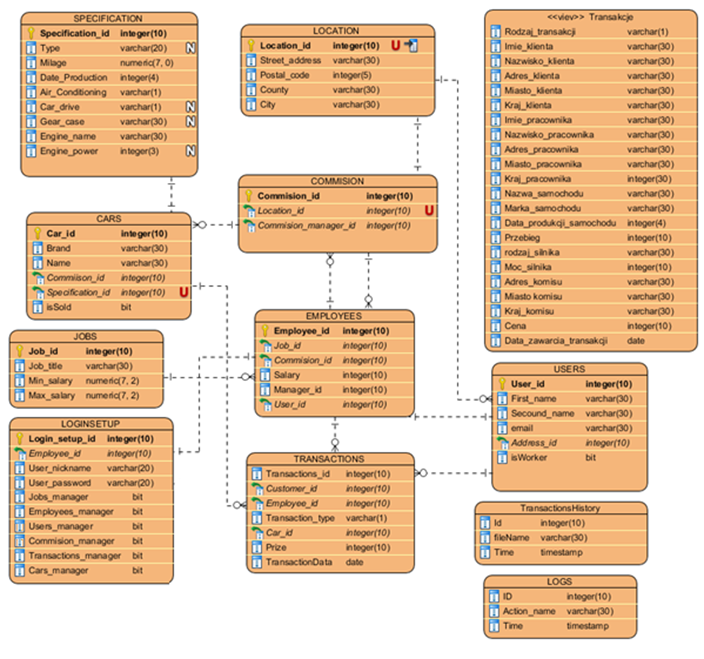 SPECIFICATION
Specification_id integer(10)
Type varchar(20) N
Milage numeric(7, 0)
Date_Production integer(4)
Air_Conditioning varchar(1)
Car_drive varchar(1) N
Gear_case varchar(30) N
Engine_name varchar(30)
Engine_power integer(3) N
LOCATION
Location_id integer(10) U
Street_address varchar(30)
Postal_code integer(5)
County varchar(30)
City varchar(30)
<<viev>> Transakcje
Rodzaj_transakcji varchar(1)
Imie_klienta varchar(30)
Nazwisko_klienta varchar(30)
Adres_klienta varchar(30)
Miasto_klienta varchar(30)
Kraj_klienta varchar(30)
Imie_pracownika varchar(30)
Nazwisko_pracownika varchar(30)
Adres_pracownika varchar(30)
Miasto_pracownika varchar(30)
Kraj_pracownika integer(30)
Nazwa_samochodu varchar(30)
Marka_samochodu varchar(30)
Data_produkcji_samochodu integer(4)
Przebieg integer(10)
rodzaj_silnika varchar(30)
Moc_silnika integer(10)
Adres_komisu varchar(30)
Miasto komisu varchar(30)
Kraj_komisu varchar(30)
Cena integer(10)
Data_zawarcia_transakcji date
COMMISION
Commision_id integer(10)
Location_id integer(10) U
Commision_manager_id integer(10)
CARS
Car_id integer(10)
Brand varchar(30)
Name varchar(30)
Commiison_id integer(10)
Specification_id integer(10) U
isSold bit
EMPLOYEES
Employee_id integer(10)
Job_id integer(10)
Commision_id integer(10)
Salary integer(10)
Manager_id integer(10)
User_id integer(10)
JOBS
Job_id integer(10)
Job_title varchar(30)
Min_salary numeric(7, 2)
Max_salary numeric(7, 2)
USERS
User_id integer(10)
First_name varchar(30)
Secound_name varchar(30)
email varchar(30)
Address_id integer(10)
isWorker bit
LOGINSETUP
Login_setup_id integer(10)
Employee_id integer(10)
User_nickname varchar(20)
User_password varchar(20)
Jobs_manager bit
Employees_manager bit
Users_manager bit
Commision_manager bit
Transactions_manager bit
Cars_manager bit
TRANSACTIONS
Transactions_id integer(10)
Customer_id integer(10)
Employee_id integer(10)
Transaction_type varchar(1)
Car_id integer(10)
Prize integer(10)
TransactionData date
TransactionsHistory
Id integer(10)
fileName varchar(30)
Time timestamp
LOGS
ID integer(10)
Action_name varchar(30)
Time timestamp